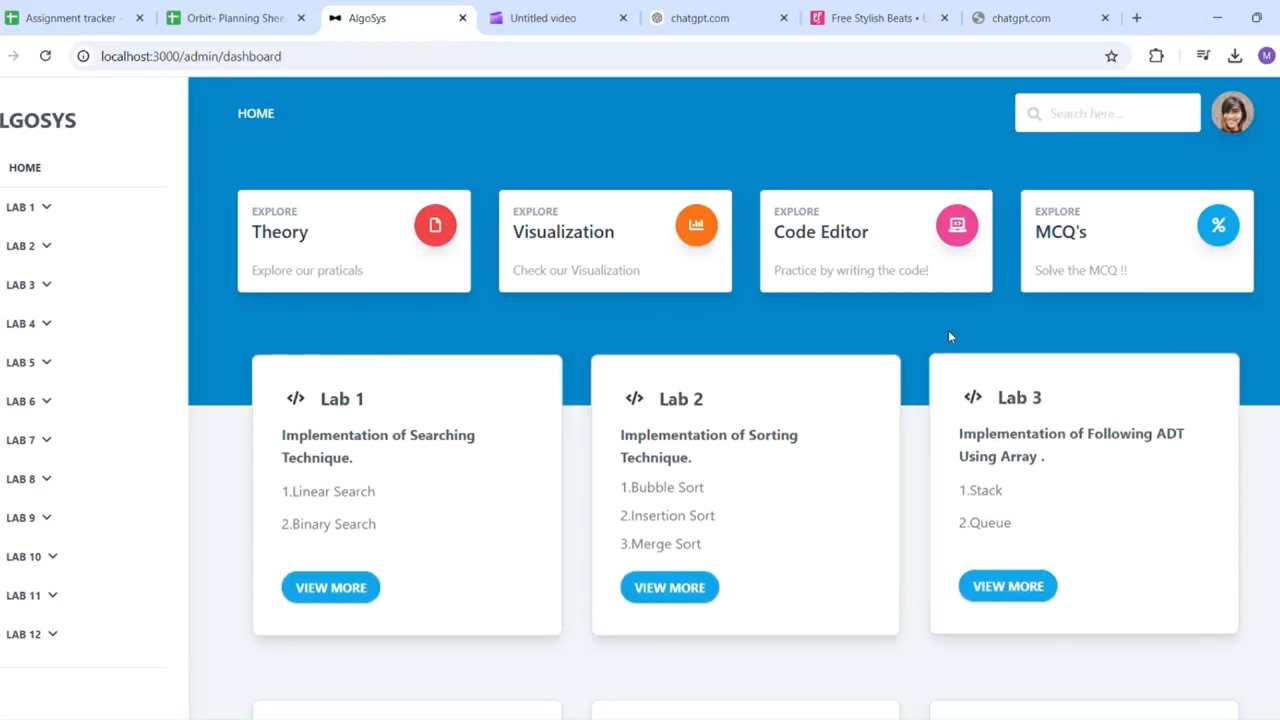 Assignment tracker
Orbit- Planning Shee
AlgoSys
Untitled video
chatgpt.com
Free Stylish Beats •
chatgpt.com
localhost:3000/admin/dashboard
M
LGOSYS
HOME
LAB 1
LAB 2
LAB 3
LAB 4
LAB 5
LAB 6
LAB 7
LAB 8
LAB 9
LAB 10
LAB 11
LAB 12
HOME
Search here...
EXPLORE
Theory
Explore our praticals
EXPLORE
Visualization
Check our Visualization
EXPLORE
Code Editor
Practice by writing the code!
EXPLORE
MCQ's
Solve the MCQ !!
</> Lab 1
Implementation of Searching
Technique.
1.Linear Search
2.Binary Search
VIEW MORE
</> Lab 2
Implementation of Sorting
Technique.
1.Bubble Sort
2.Insertion Sort
3.Merge Sort
VIEW MORE
</> Lab 3
Implementation of Following ADT
Using Array .
1.Stack
2.Queue
VIEW MORE